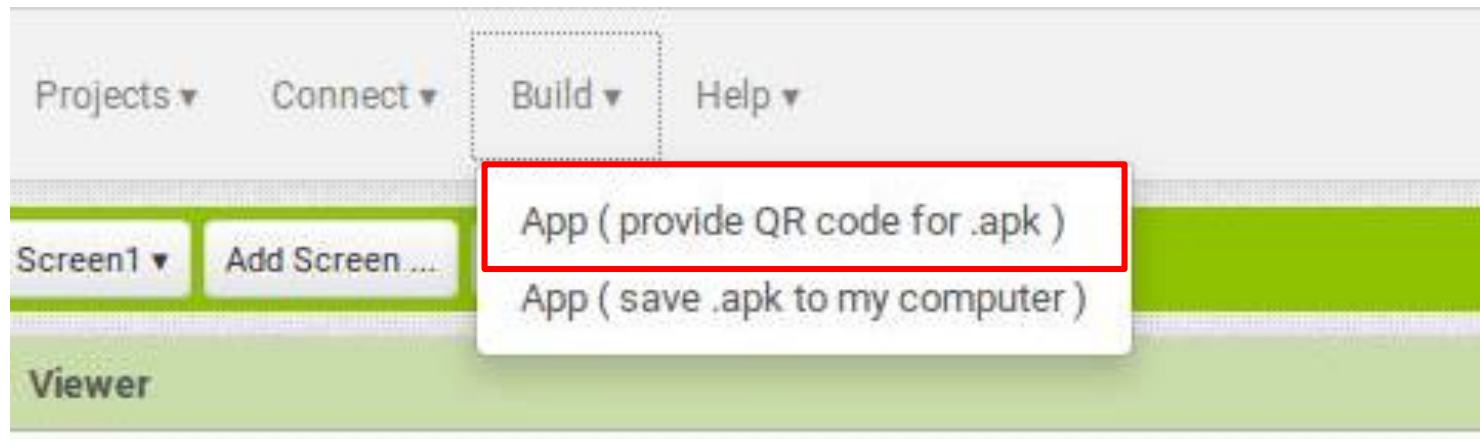 Projects ▾ Connect ▾ Build ▾ Help ▾
App ( provide QR code for .apk )
Screen1 ▾ Add Screen ...
App ( save .apk to my computer )
Viewer